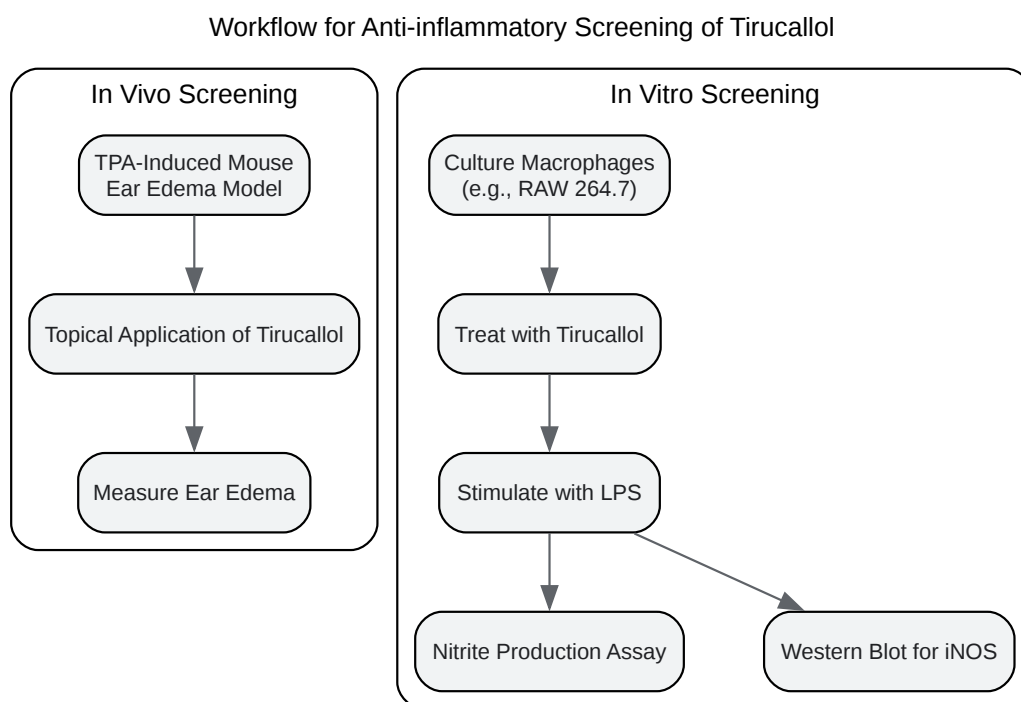 Workflow for Anti-inflammatory Screening of Tirucallol
In Vivo Screening
TPA-Induced Mouse
Ear Edema Model
Topical Application of Tirucallol
Measure Ear Edema
In Vitro Screening
Culture Macrophages
(e.g., RAW 264.7)
Treat with Tirucallol
Stimulate with LPS
Nitrite Production Assay
Western Blot for iNOS